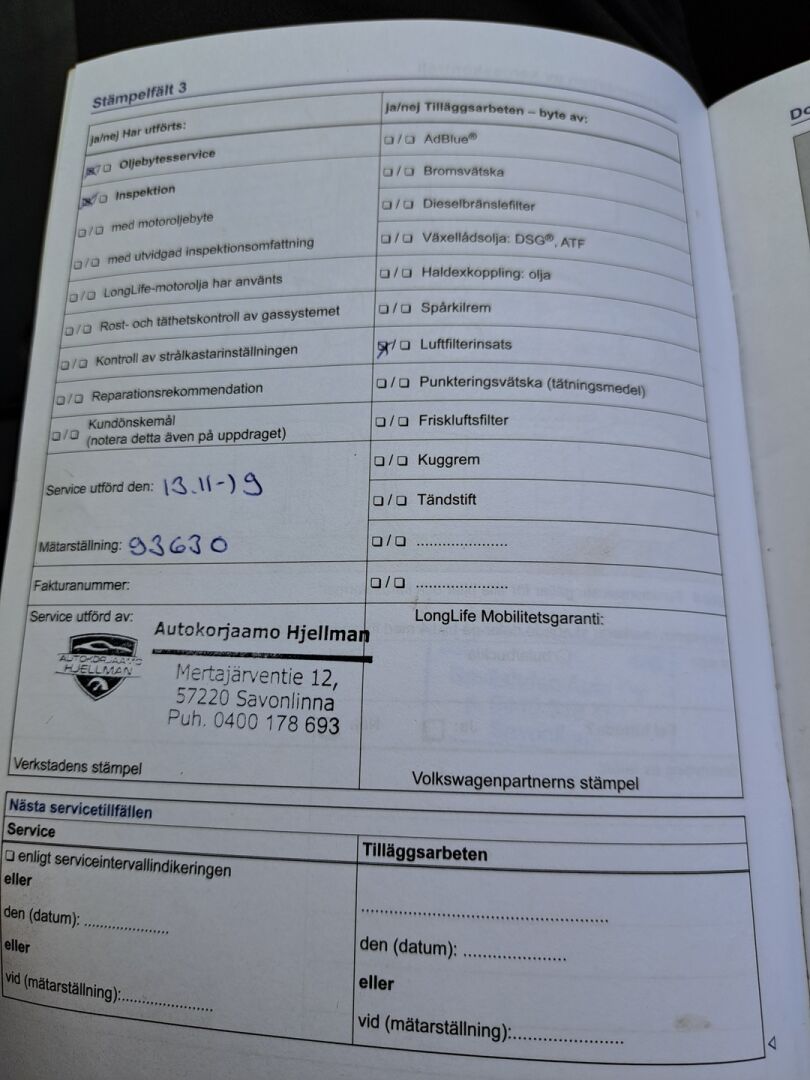 Stämpelfält 3
ja/nej Har utförts:
☒/☐ Oljebytesservice
☒/☐ Inspektion
☐/☐ med motoroljebyte
☐/☐ med utvidgad inspektionsomfattning
☐/☐ LongLife-motorolja har använts
☐/☐ Rost- och täthetskontroll av gassystemet
☐/☐ Kontroll av strålkastarinställningen
☐/☐ Reparationsrekommendation
☐/☐ Kundönskemål
(notera detta även på uppdraget)
Service utförd den: 13.11-19
Mätarställning: 93630
Fakturanummer:
Service utförd av:
AUTOKORJAAMO
HJELLMAN
Autokorjaamo Hjellman
Mertajärventie 12,
57220 Savonlinna
Puh. 0400 178 693
Verkstadens stämpel
ja/nej Tilläggsarbeten – byte av:
☐/☐ AdBlue®
☐/☐ Bromsvätska
☐/☐ Dieselbränslefilter
☐/☐ Växellådsolja: DSG®, ATF
☐/☐ Haldexkoppling: olja
☐/☐ Spårkilrem
☒/☐ Luftfilterinsats
☐/☐ Punkteringsvätska (tätningsmedel)
☐/☐ Friskluftsfilter
☐/☐ Kuggrem
☐/☐ Tändstift
☐/☐ ......................
☐/☐ ......................
LongLife Mobilitetsgaranti:
Volkswagenpartnerns stämpel
Nästa servicetillfällen
Service
☐ enligt serviceintervallindikeringen
eller
den (datum): ....................
eller
vid (mätarställning):......................
Tilläggsarbeten
............................................................
den (datum): .........................
eller
vid (mätarställning):...........................